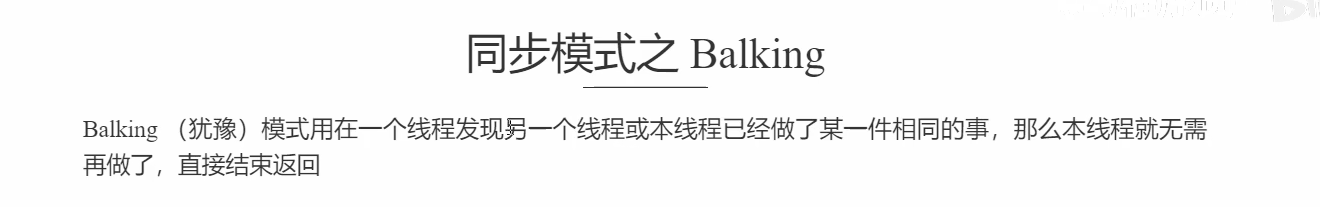 同步模式之 Balking
Balking （犹豫）模式用在一个线程发现另一个线程或本线程已经做了某一件相同的事，那么本线程就无需
再做了，直接结束返回